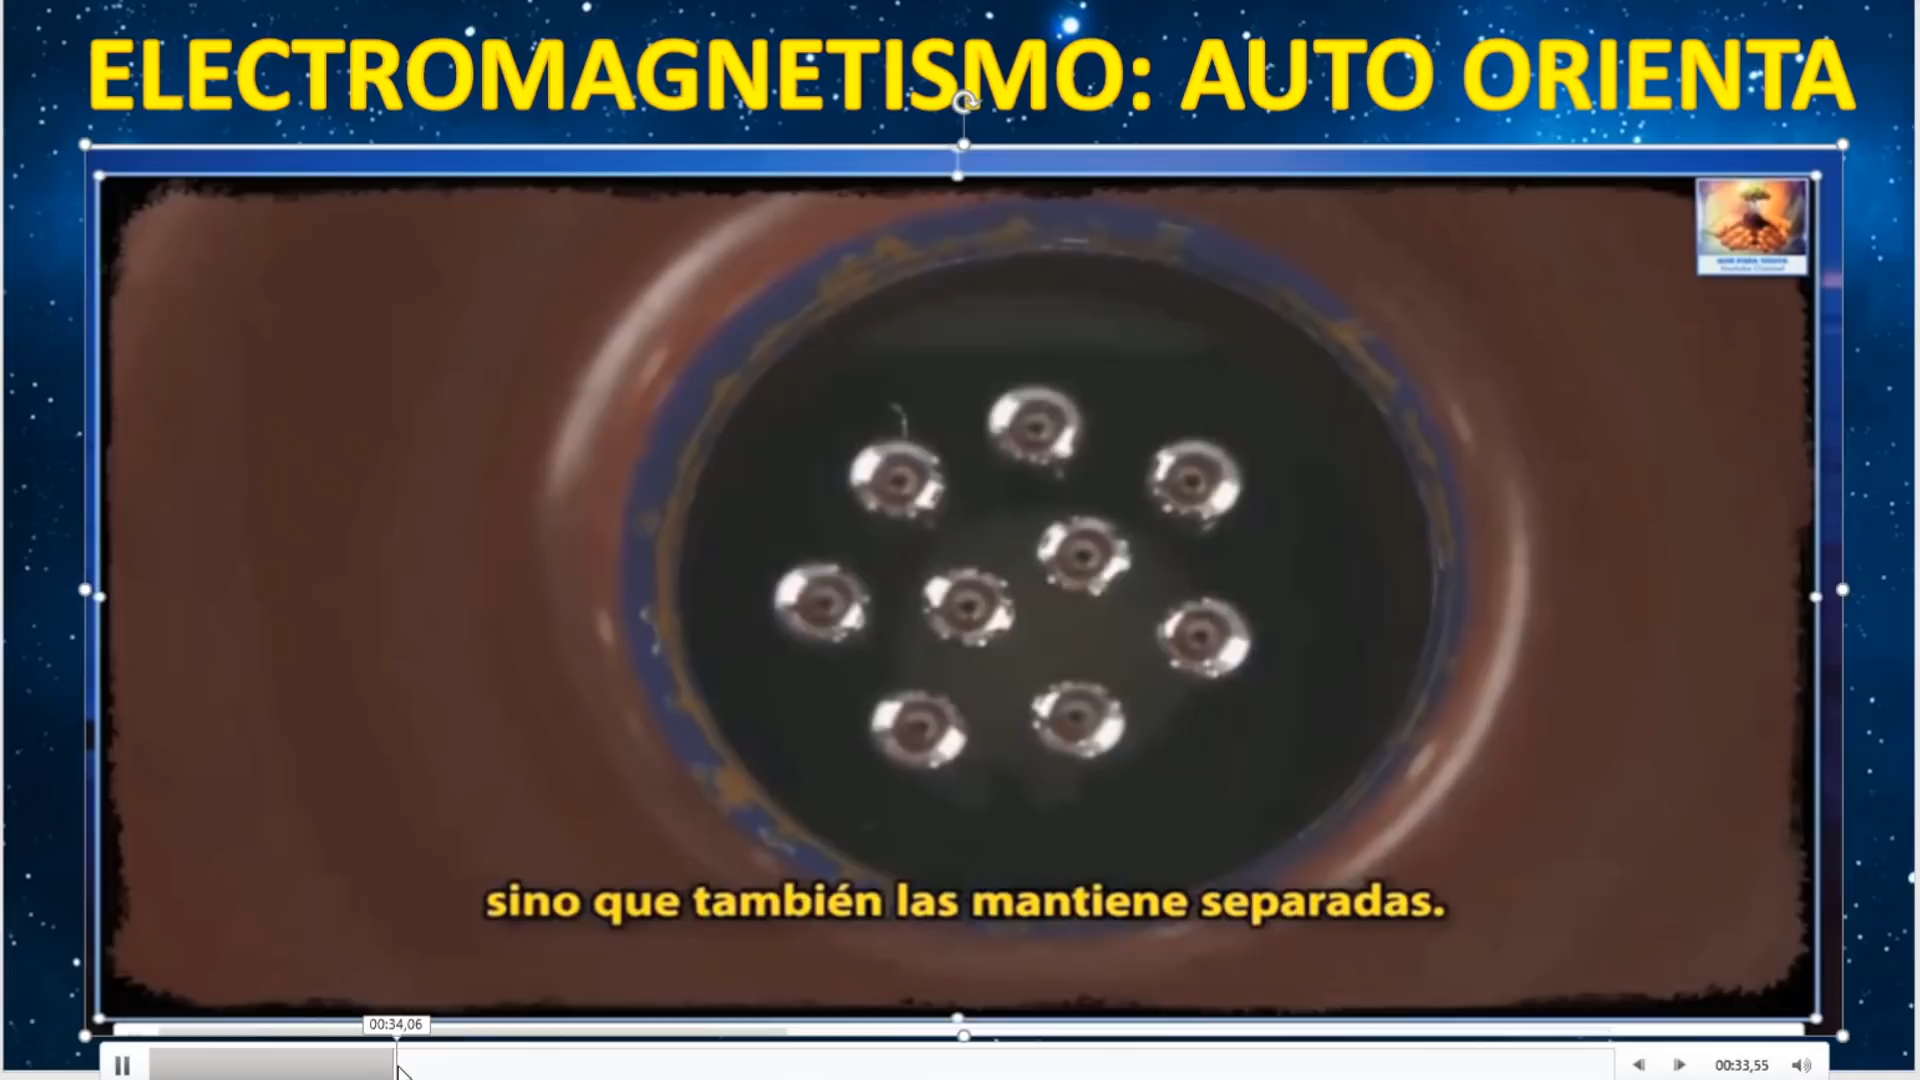 ELECTROMAGNETISMO: AUTO ORIENTA
sino que también las mantiene separadas.
00:34,06
00:33,55